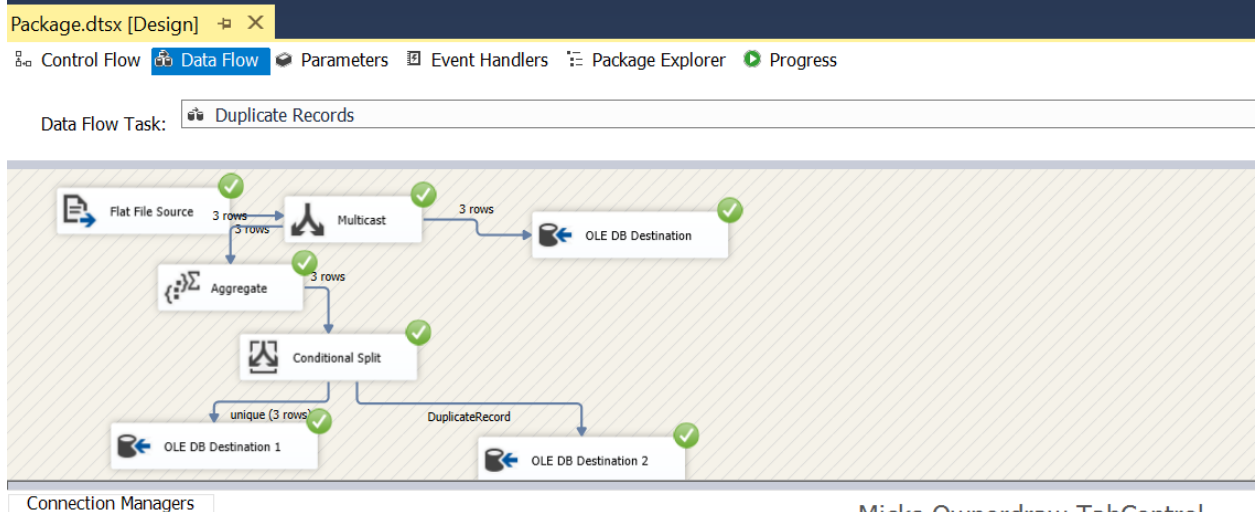 Package.dtsx [Design]
Control Flow Data Flow Parameters Event Handlers Package Explorer Progress
Data Flow Task: Duplicate Records
Flat File Source
3 rows
3 rows
Multicast
3 rows
OLE DB Destination
Aggregate
3 rows
Conditional Split
unique (3 rows)
DuplicateRecord
OLE DB Destination 1
OLE DB Destination 2
Connection Managers